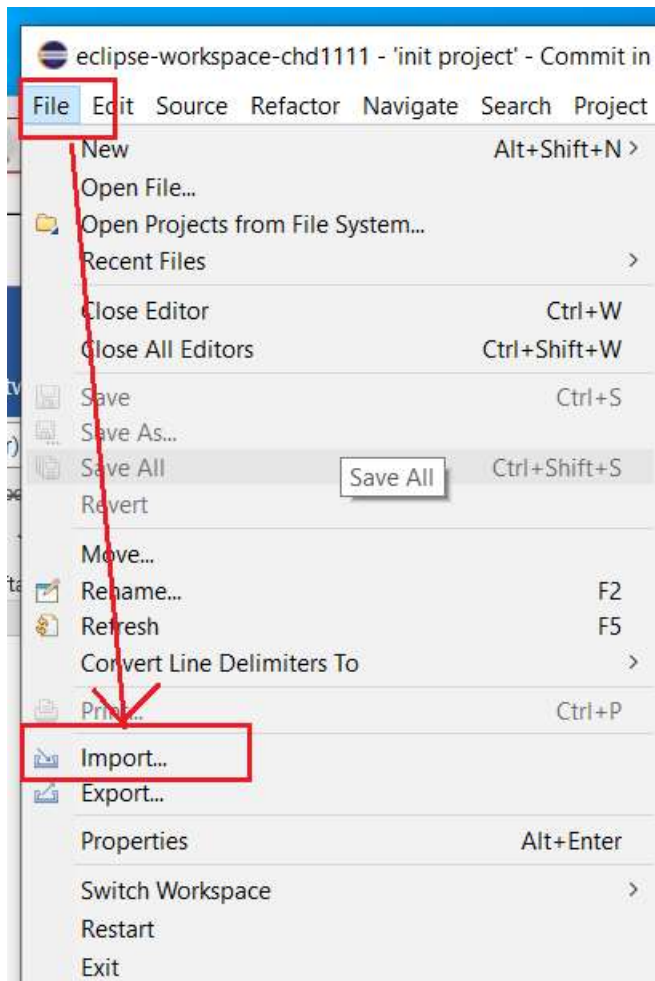 eclipse-workspace-chd1111 - 'init project' - Commit in
File Edit Source Refactor Navigate Search Project
New Alt+Shift+N >
Open File...
Open Projects from File System...
Recent Files >
Close Editor Ctrl+W
Close All Editors Ctrl+Shift+W
Save Ctrl+S
Save As...
Save All Save All Ctrl+Shift+S
Revert
Move...
Rename... F2
Refresh F5
Convert Line Delimiters To >
Print... Ctrl+P
Import...
Export...
Properties Alt+Enter
Switch Workspace >
Restart
Exit